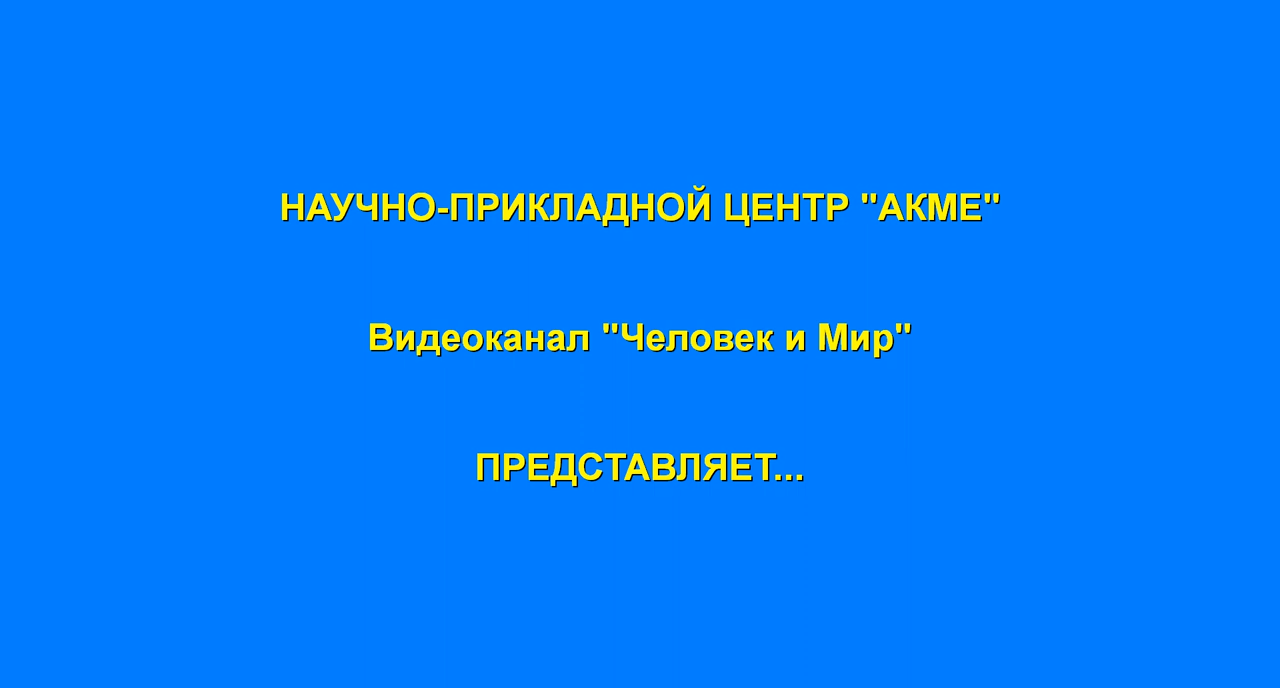 НАУЧНО-ПРИКЛАДНОЙ ЦЕНТР "АКМЕ"
Видеоканал "Человек и Мир"
ПРЕДСТАВЛЯЕТ...